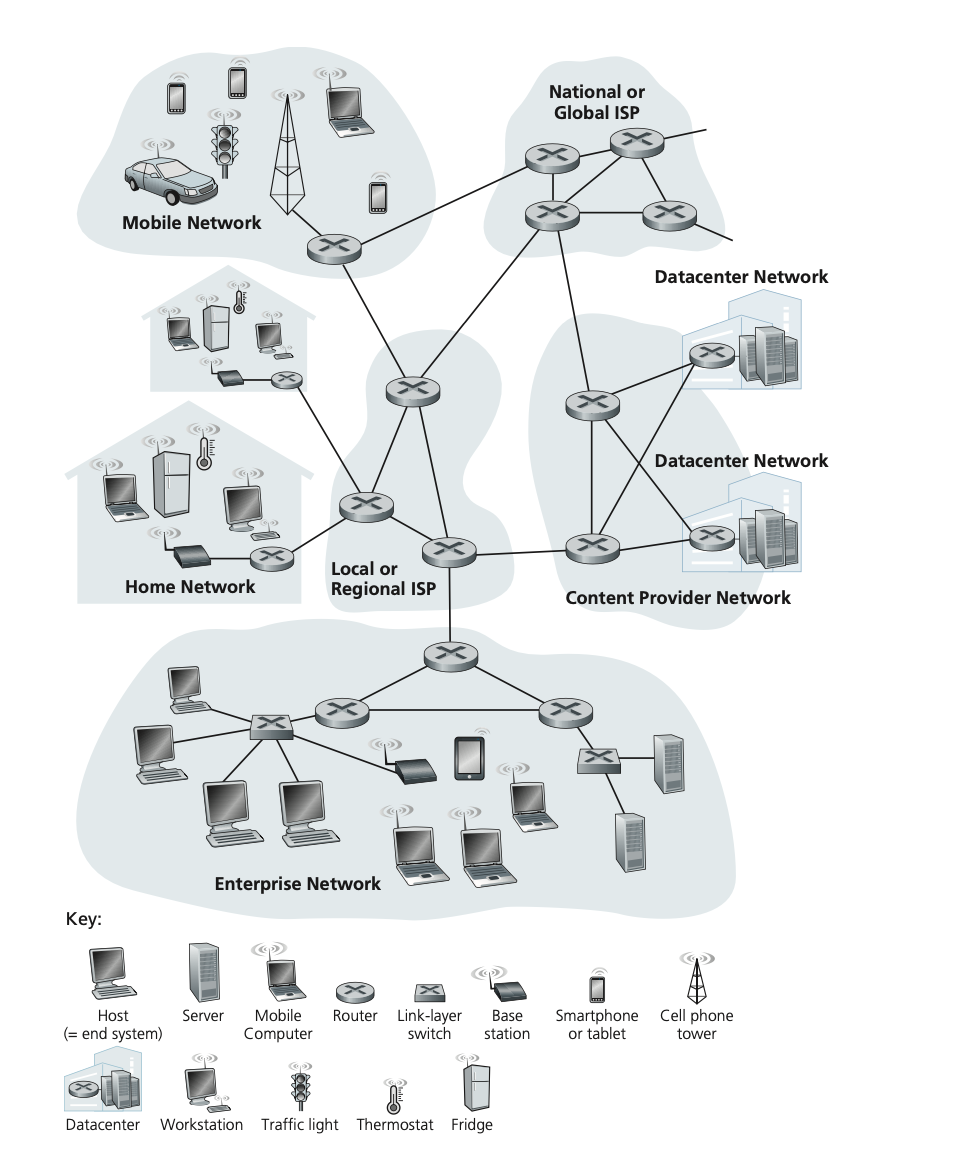 National or
Global ISP
Mobile Network
Datacenter Network
Datacenter Network
Home Network
Local or
Regional ISP
Content Provider Network
Enterprise Network
Key:
Host
(= end system)
Server
Mobile
Computer
Router
Link-layer
switch
Base
station
Smartphone
or tablet
Cell phone
tower
Datacenter
Workstation
Traffic light
Thermostat
Fridge